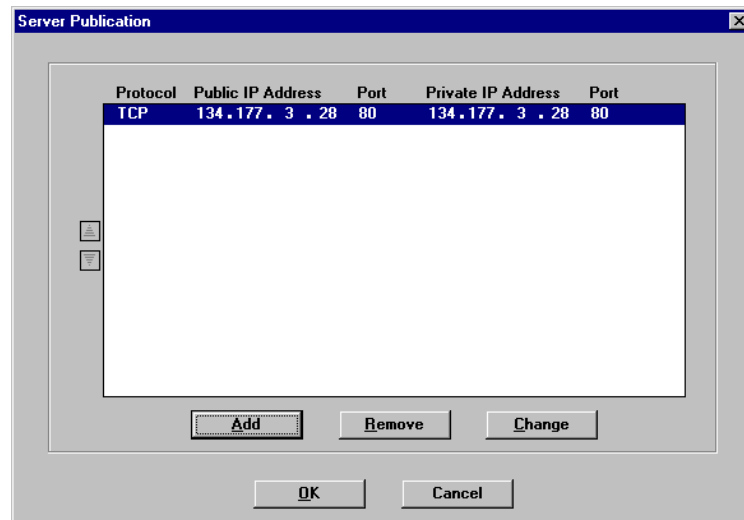 Server Publication
Protocol Public IP Address Port Private IP Address Port
TCP 134.177. 3 .28 80 134.177. 3 .28 80
Add Remove Change
OK Cancel